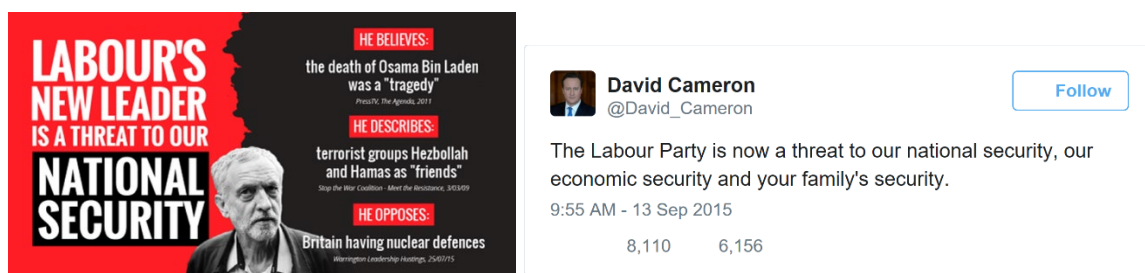 LABOUR'S
NEW LEADER
IS A THREAT TO OUR
NATIONAL
SECURITY
HE BELIEVES:
the death of Osama Bin Laden
was a "tragedy"
PressTV, The Agenda, 2011
HE DESCRIBES:
terrorist groups Hezbollah
and Hamas as "friends"
Stop the War Coalition - Meet the Resistance, 3/03/09
HE OPPOSES:
Britain having nuclear defences
Warrington Leadership Hustings, 25/07/15
David Cameron
@David_Cameron
Follow
The Labour Party is now a threat to our national security, our
economic security and your family's security.
9:55 AM - 13 Sep 2015
8,110 6,156